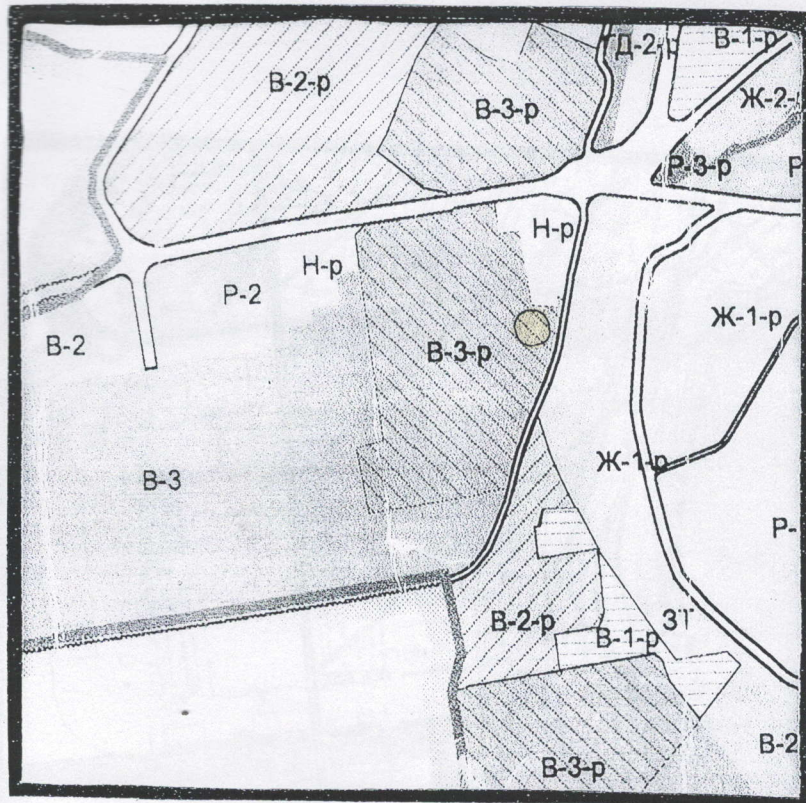 Д-2-р
В-1-р
В-2-р
Ж-2-
В-3-р
Р-3-р
Р
Н-р
Н-р
Р-2
Ж-1-р
В-2
В-3-р
Ж-1-р
В-3
Р-
В-2-р
В-1-р
ЗТ
В-2
В-3-р